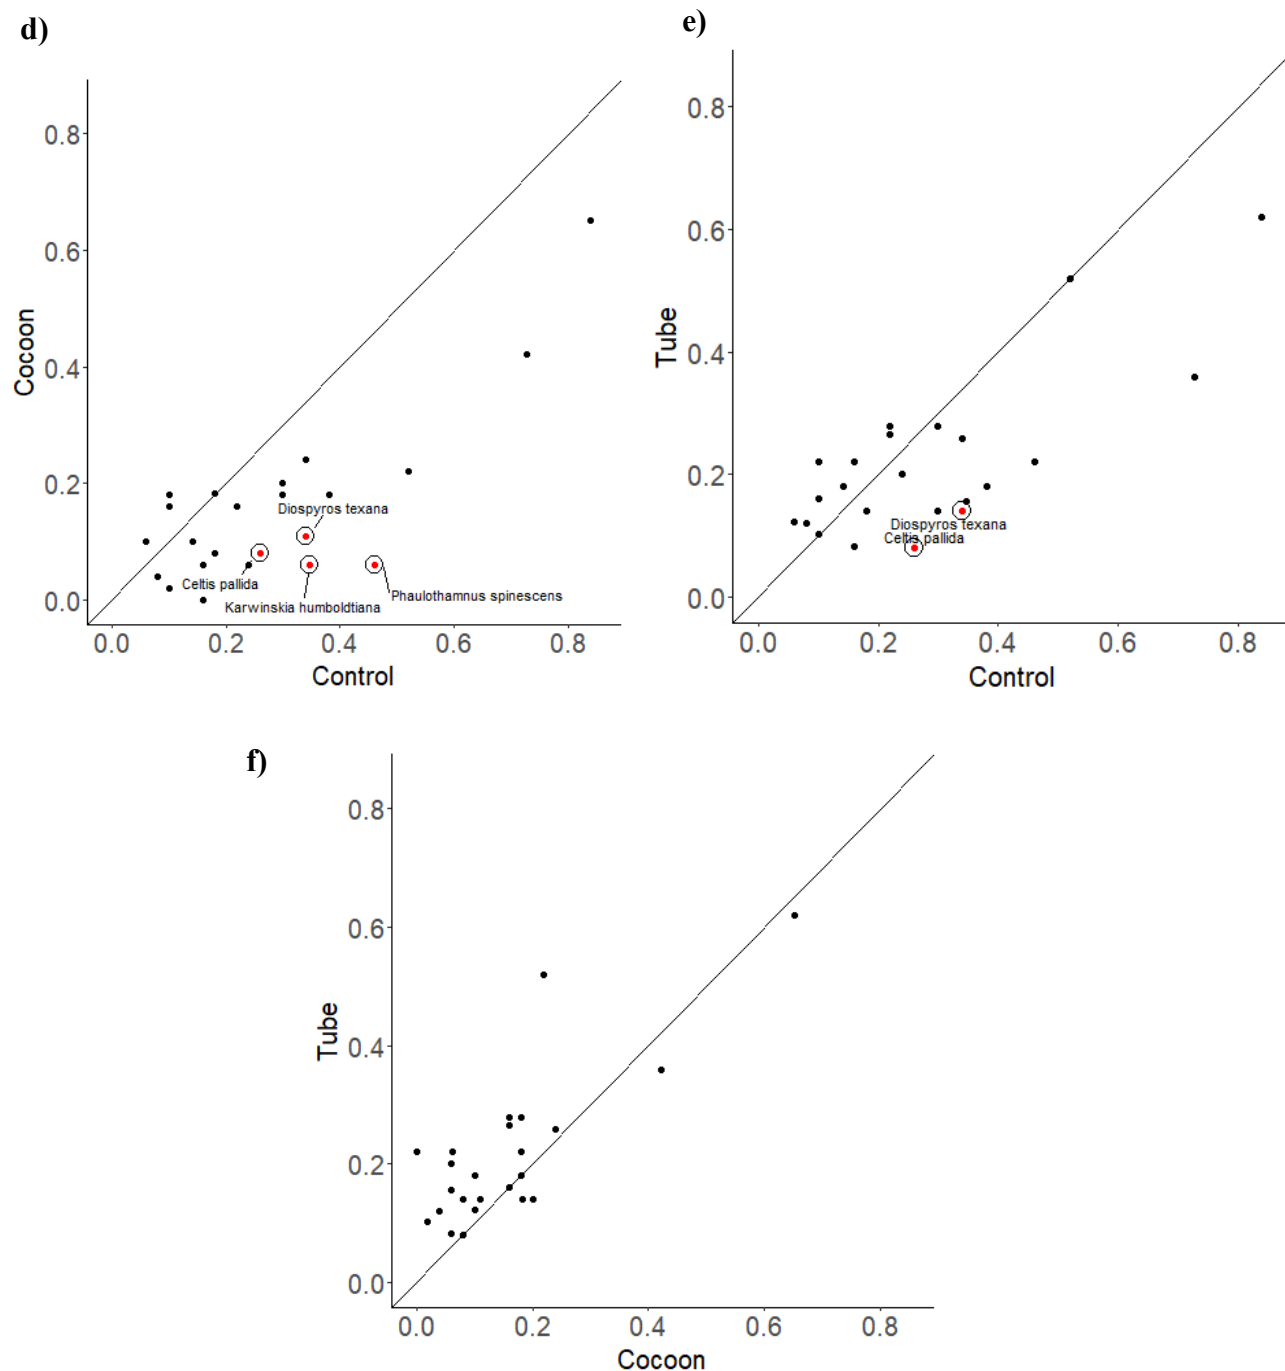 d)
0.8
0.6
0.4
0.2
0.0
Cocoon
Diospyros texana
Celtis pallida
Karwinskia humboldtiana
Phaulothamnus spinescens
0.0 0.2 0.4 0.6 0.8
Control
e)
0.8
0.6
0.4
0.2
0.0
Tube
Diospyros texana
Celtis pallida
0.0 0.2 0.4 0.6 0.8
Control
f)
0.8
0.6
0.4
0.2
0.0
Tube
0.0 0.2 0.4 0.6 0.8
Cocoon